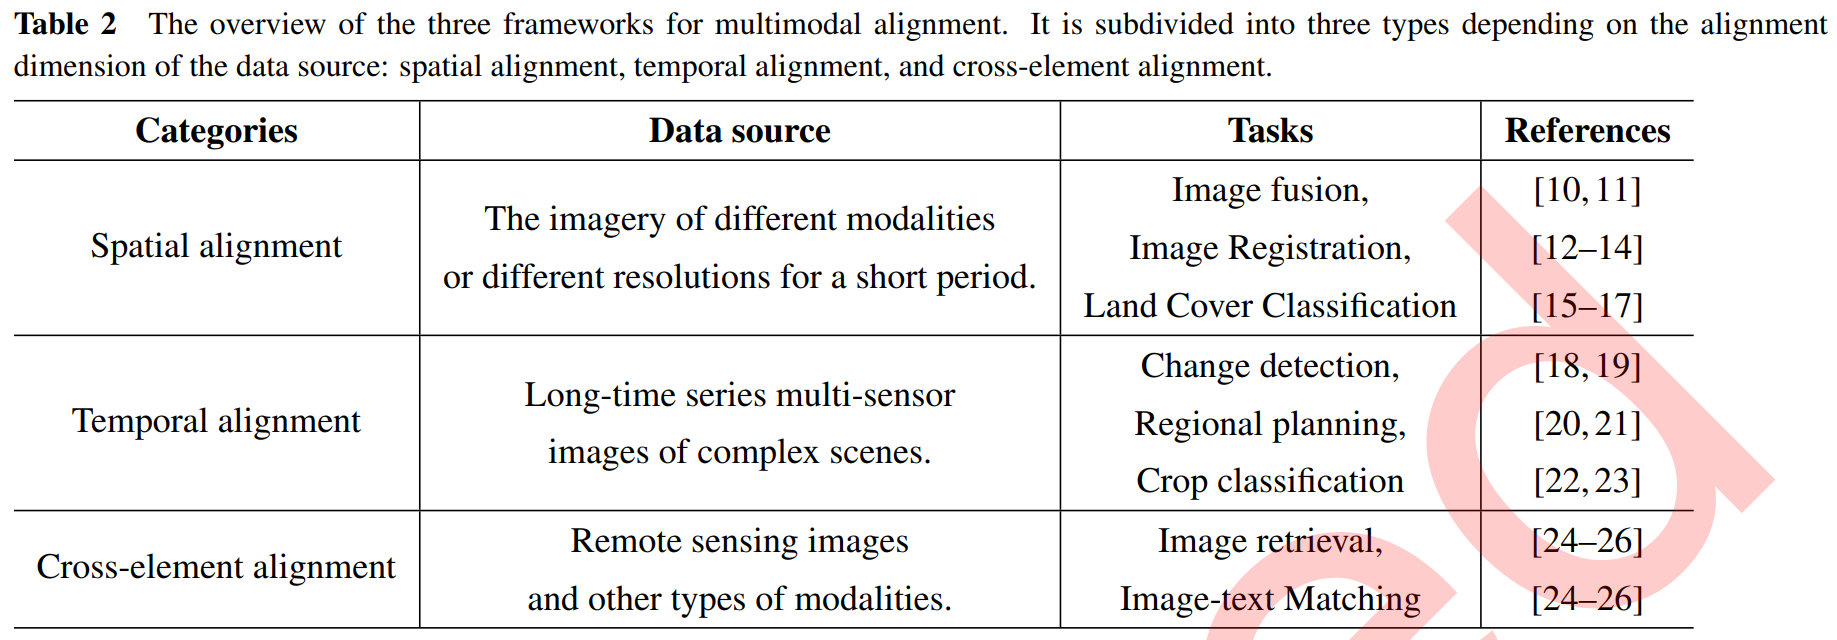 Table 2 The overview of the three frameworks for multimodal alignment. It is subdivided into three types depending on the alignment
dimension of the data source: spatial alignment, temporal alignment, and cross-element alignment.
Categories Data source Tasks References
Spatial alignment
The imagery of different modalities
or different resolutions for a short period.
Image fusion, [10, 11]
Image Registration, [12–14]
Land Cover Classification [15–17]
Temporal alignment
Long-time series multi-sensor
images of complex scenes.
Change detection, [18, 19]
Regional planning, [20, 21]
Crop classification [22, 23]
Cross-element alignment
Remote sensing images
and other types of modalities.
Image retrieval, [24–26]
Image-text Matching [24–26]